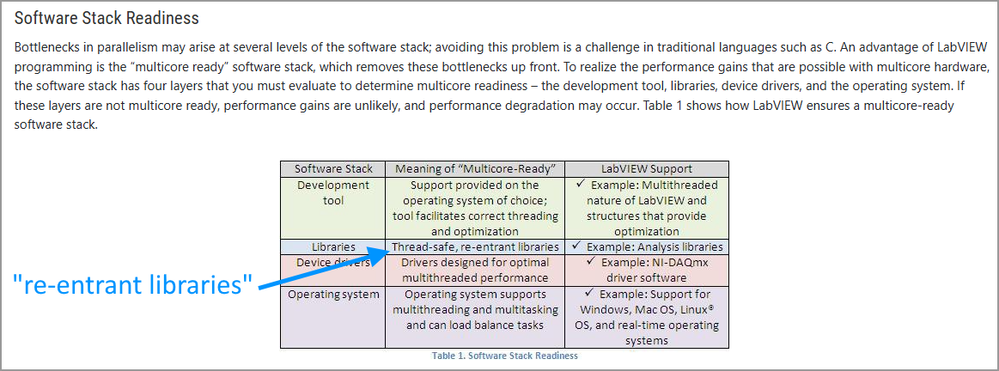 Software Stack Readiness
Bottlenecks in parallelism may arise at several levels of the software stack; avoiding this problem is a challenge in traditional languages such as C. An advantage of LabVIEW
programming is the “multicore ready” software stack, which removes these bottlenecks up front. To realize the performance gains that are possible with multicore hardware,
the software stack has four layers that you must evaluate to determine multicore readiness – the development tool, libraries, device drivers, and the operating system. If
these layers are not multicore ready, performance gains are unlikely, and performance degradation may occur. Table 1 shows how LabVIEW ensures a multicore-ready
software stack.
Software Stack
Meaning of “Multicore-Ready”
LabVIEW Support
Development
tool
Support provided on the
operating system of choice;
tool facilitates correct threading
and optimization
✓ Example: Multithreaded
nature of LabVIEW and
structures that provide
optimization
Libraries
Thread-safe, re-entrant libraries
✓ Example: Analysis libraries
Device drivers
Drivers designed for optimal
multithreaded performance
✓ Example: NI-DAQmx
driver software
"re-entrant libraries"
Operating system
Operating system supports
multithreading and multitasking
and can load balance tasks
✓ Example: Support for
Windows, Mac OS, Linux®
OS, and real-time operating
systems
Table 1. Software Stack Readiness